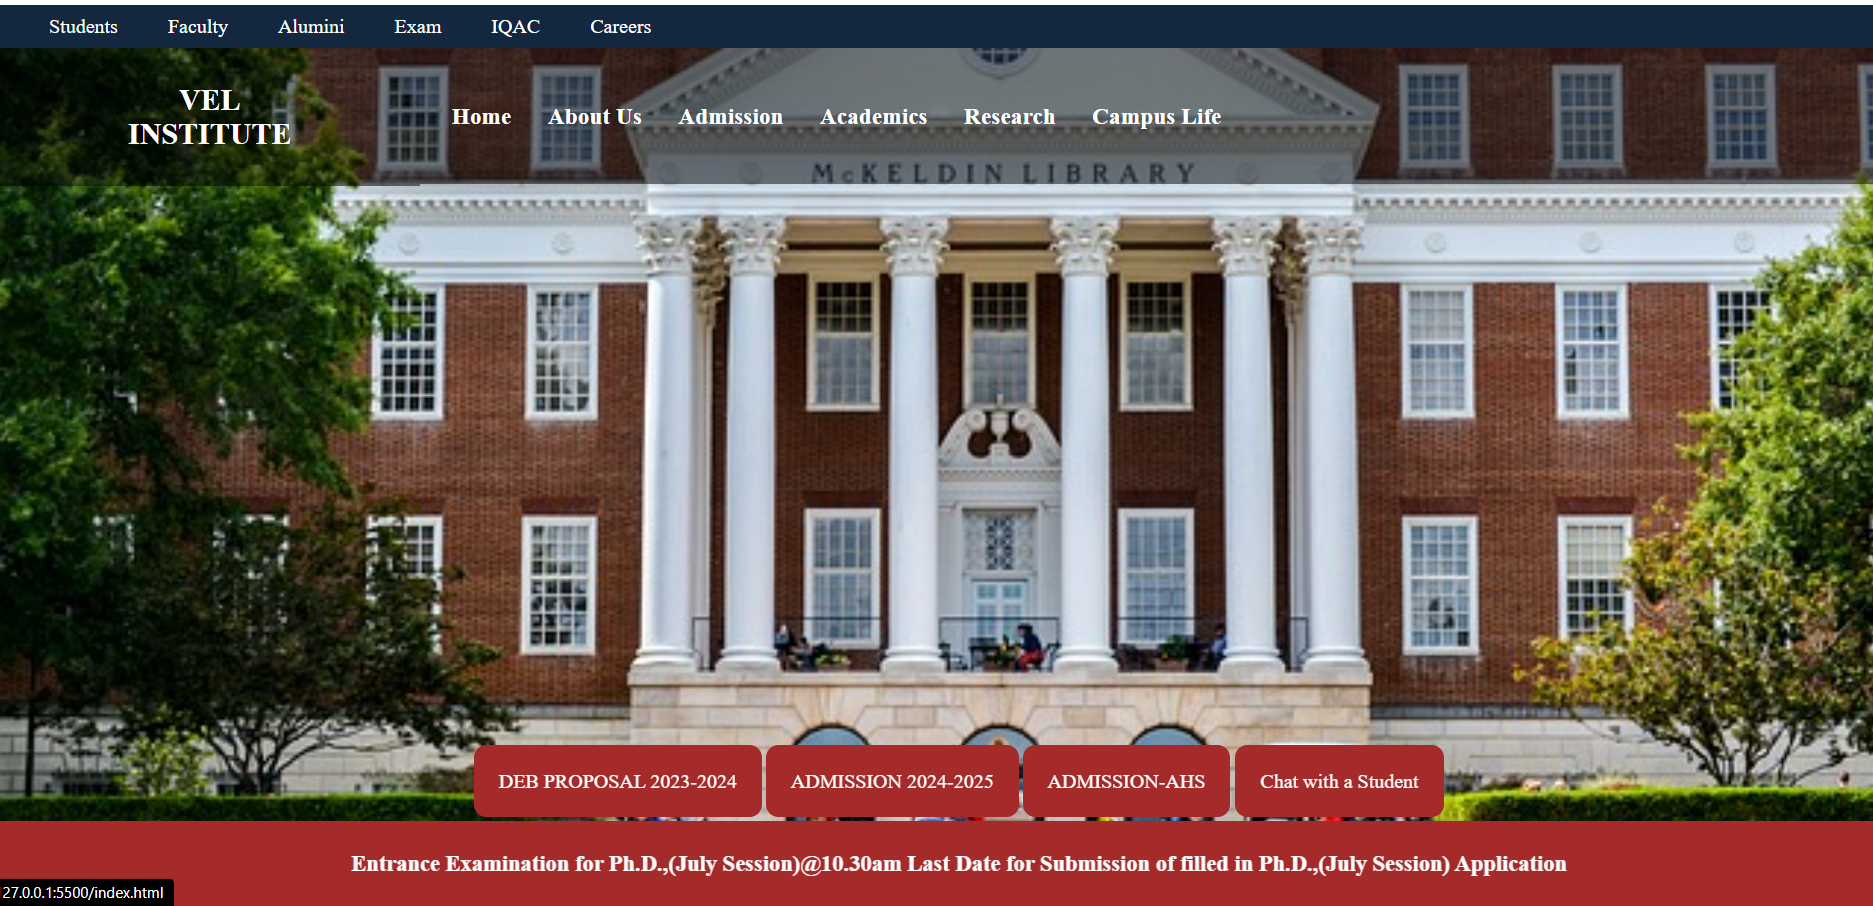 Students Faculty Alumini Exam IQAC Careers
VEL
INSTITUTE
Home About Us Admission Academics Research Campus Life
McKELDIN LIBRARY
DEB PROPOSAL 2023-2024 ADMISSION 2024-2025 ADMISSION-AHS Chat with a Student
Entrance Examination for Ph.D.,(July Session)@10.30am Last Date for Submission of filled in Ph.D.,(July Session) Application
27.0.0.1:5500/index.html